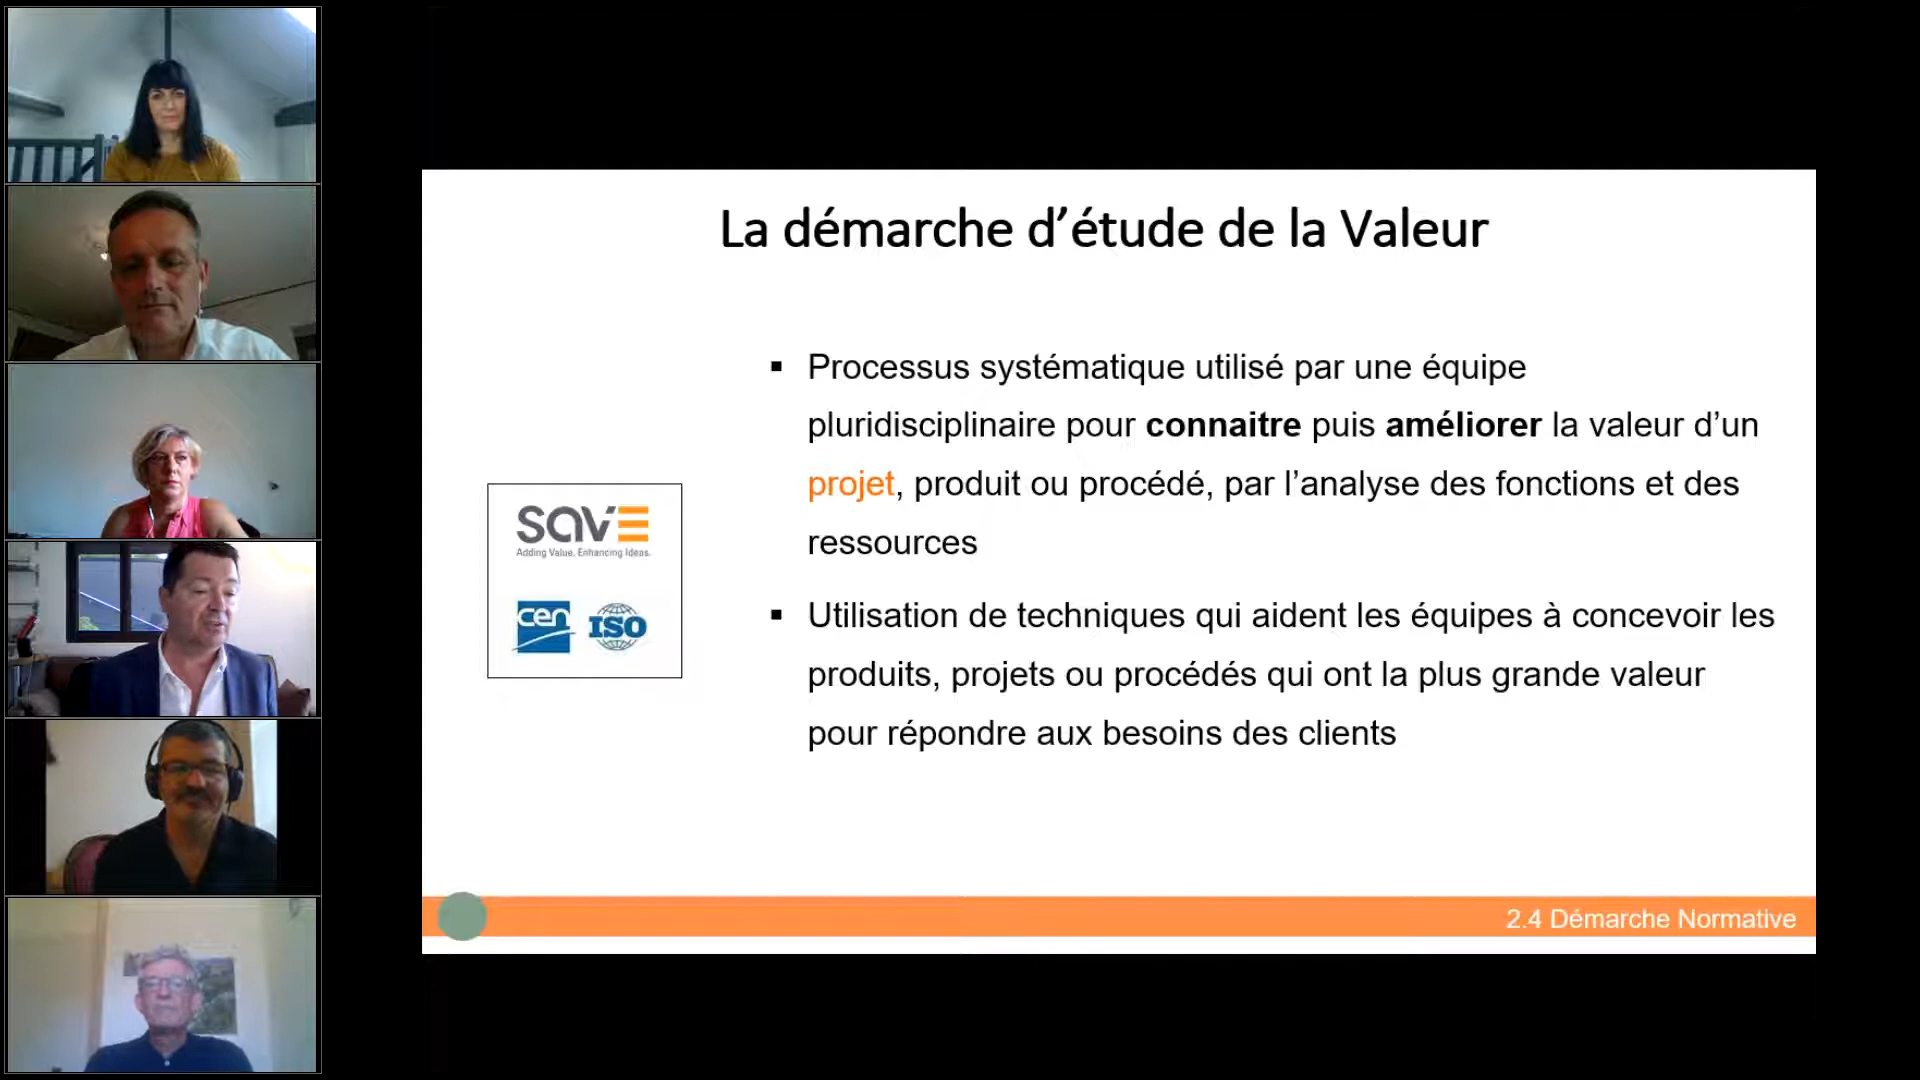 La démarche d’étude de la Valeur
▪ Processus systématique utilisé par une équipe
pluridisciplinaire pour connaitre puis améliorer la valeur d’un
projet, produit ou procédé, par l’analyse des fonctions et des
ressources
▪ Utilisation de techniques qui aident les équipes à concevoir les
produits, projets ou procédés qui ont la plus grande valeur
pour répondre aux besoins des clients
SAVE
Adding Value. Enhancing Ideas.
cen ISO
2.4 Démarche Normative